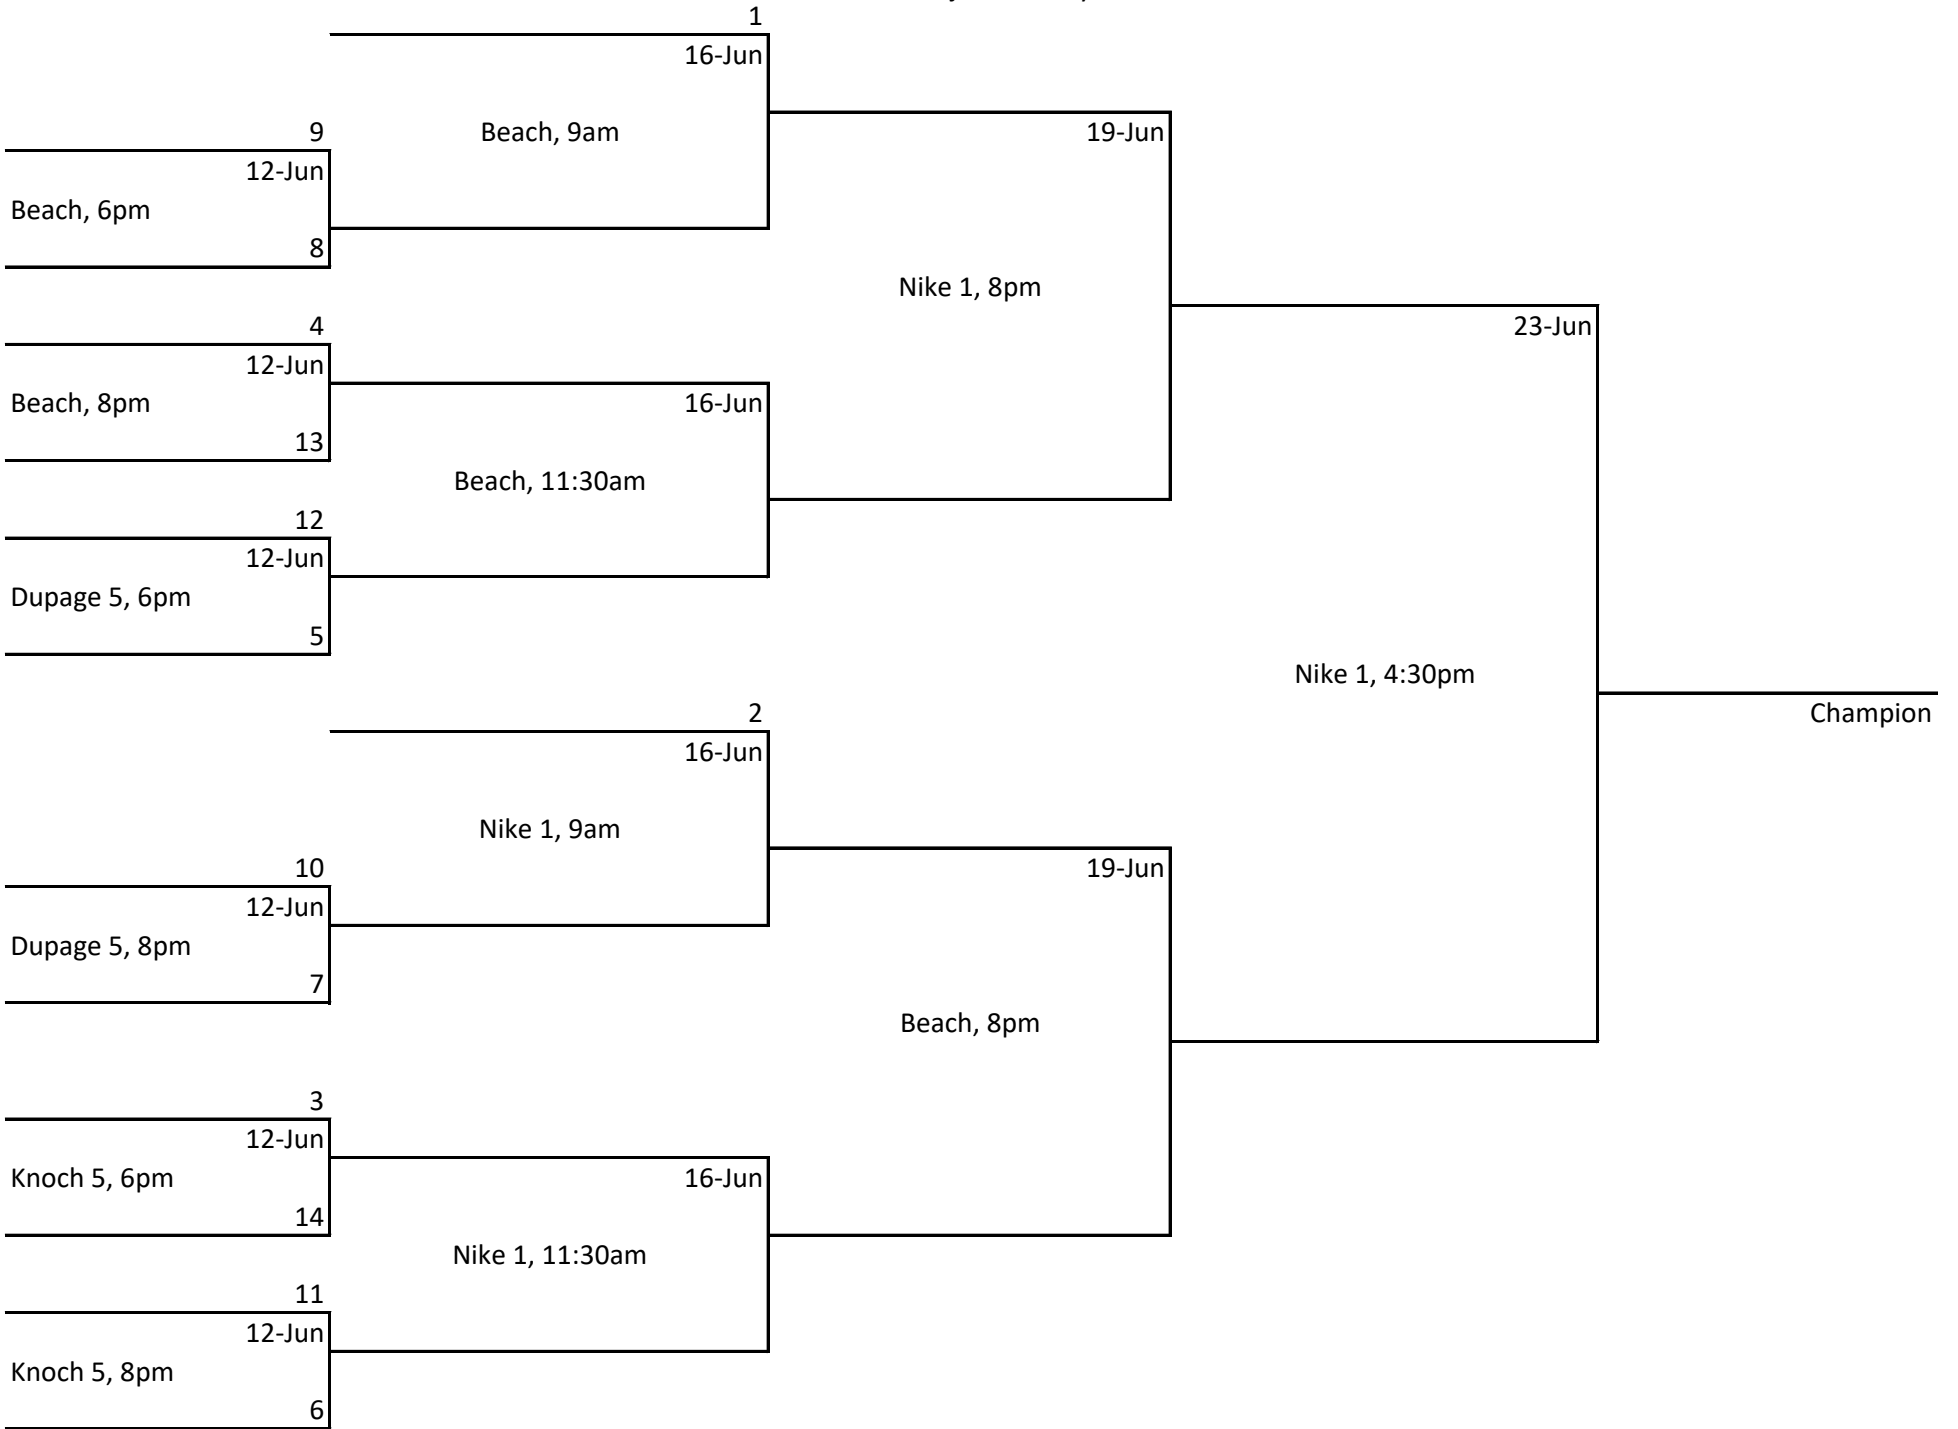 1
16-Jun
9
Beach, 9am
19-Jun
12-Jun
Beach, 6pm
8
Nike 1, 8pm
4
23-Jun
12-Jun
Beach, 8pm
16-Jun
13
Beach, 11:30am
12
12-Jun
Dupage 5, 6pm
5
Nike 1, 4:30pm
2
Champion
16-Jun
Nike 1, 9am
10
19-Jun
12-Jun
Dupage 5, 8pm
7
Beach, 8pm
3
12-Jun
Knoch 5, 6pm
16-Jun
14
Nike 1, 11:30am
11
12-Jun
Knoch 5, 8pm
6